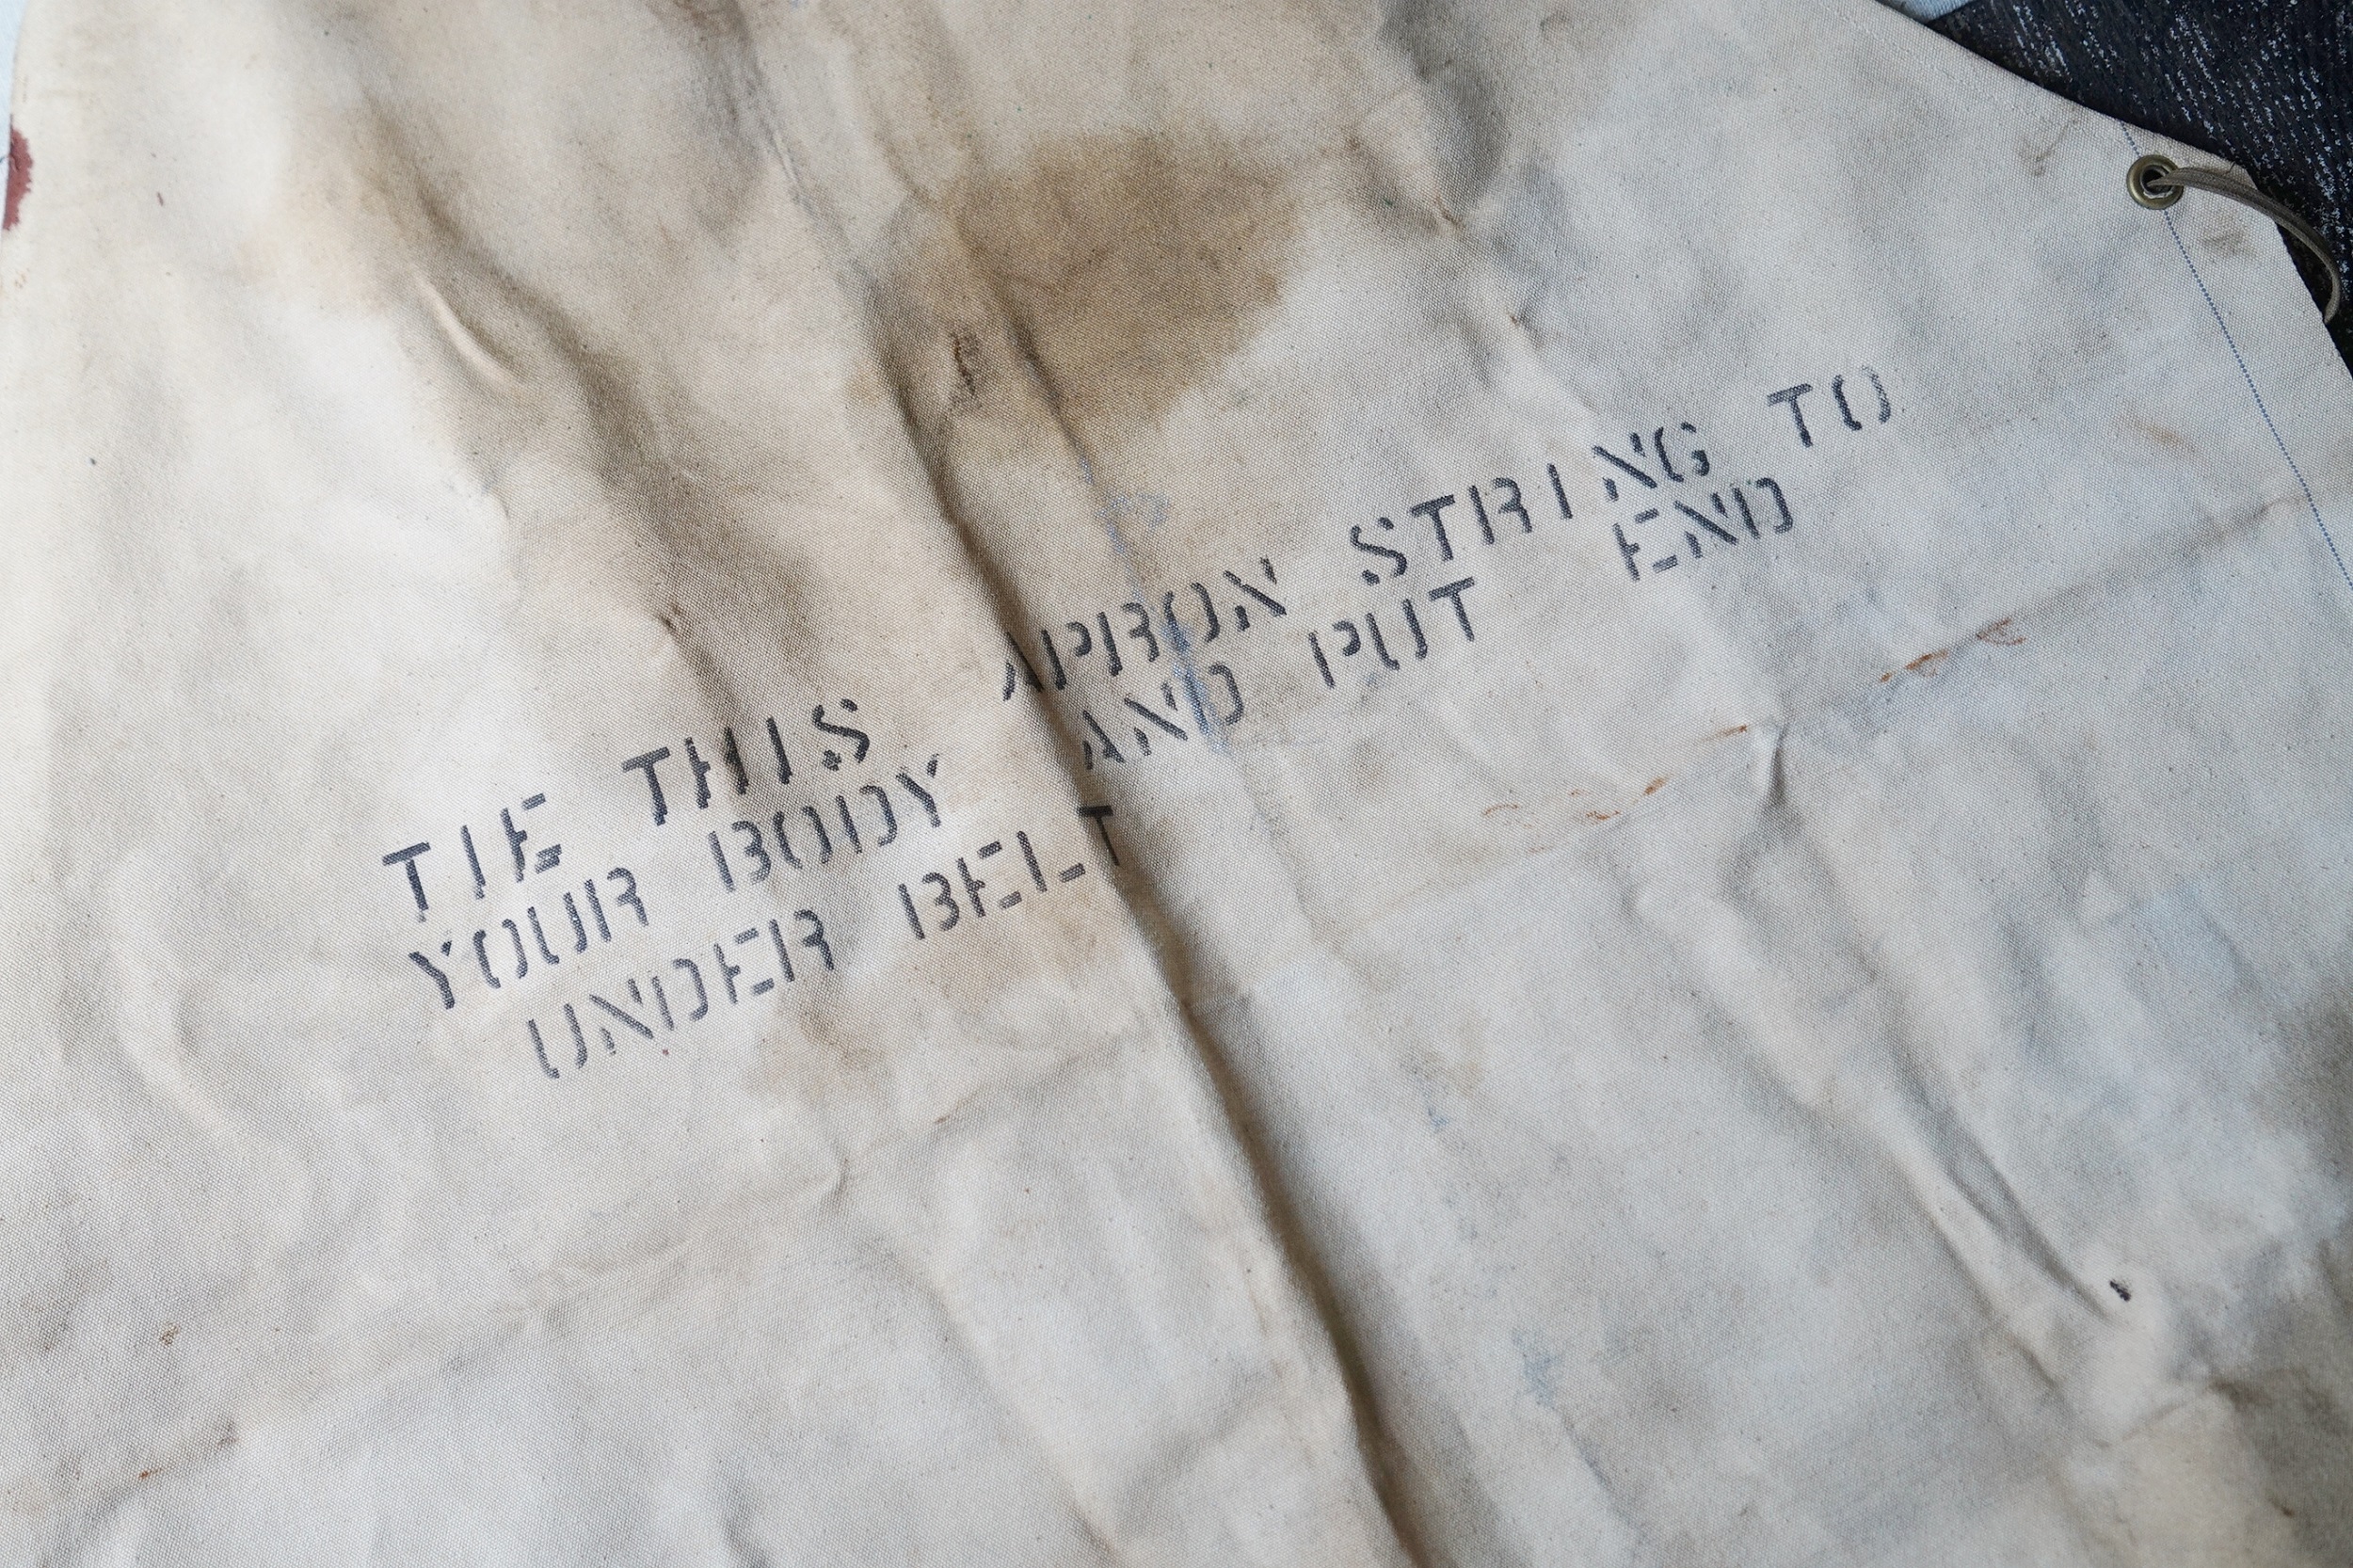 TIE THIS APRON STRING TO
YOUR BODY AND PUT END
UNDER BELT